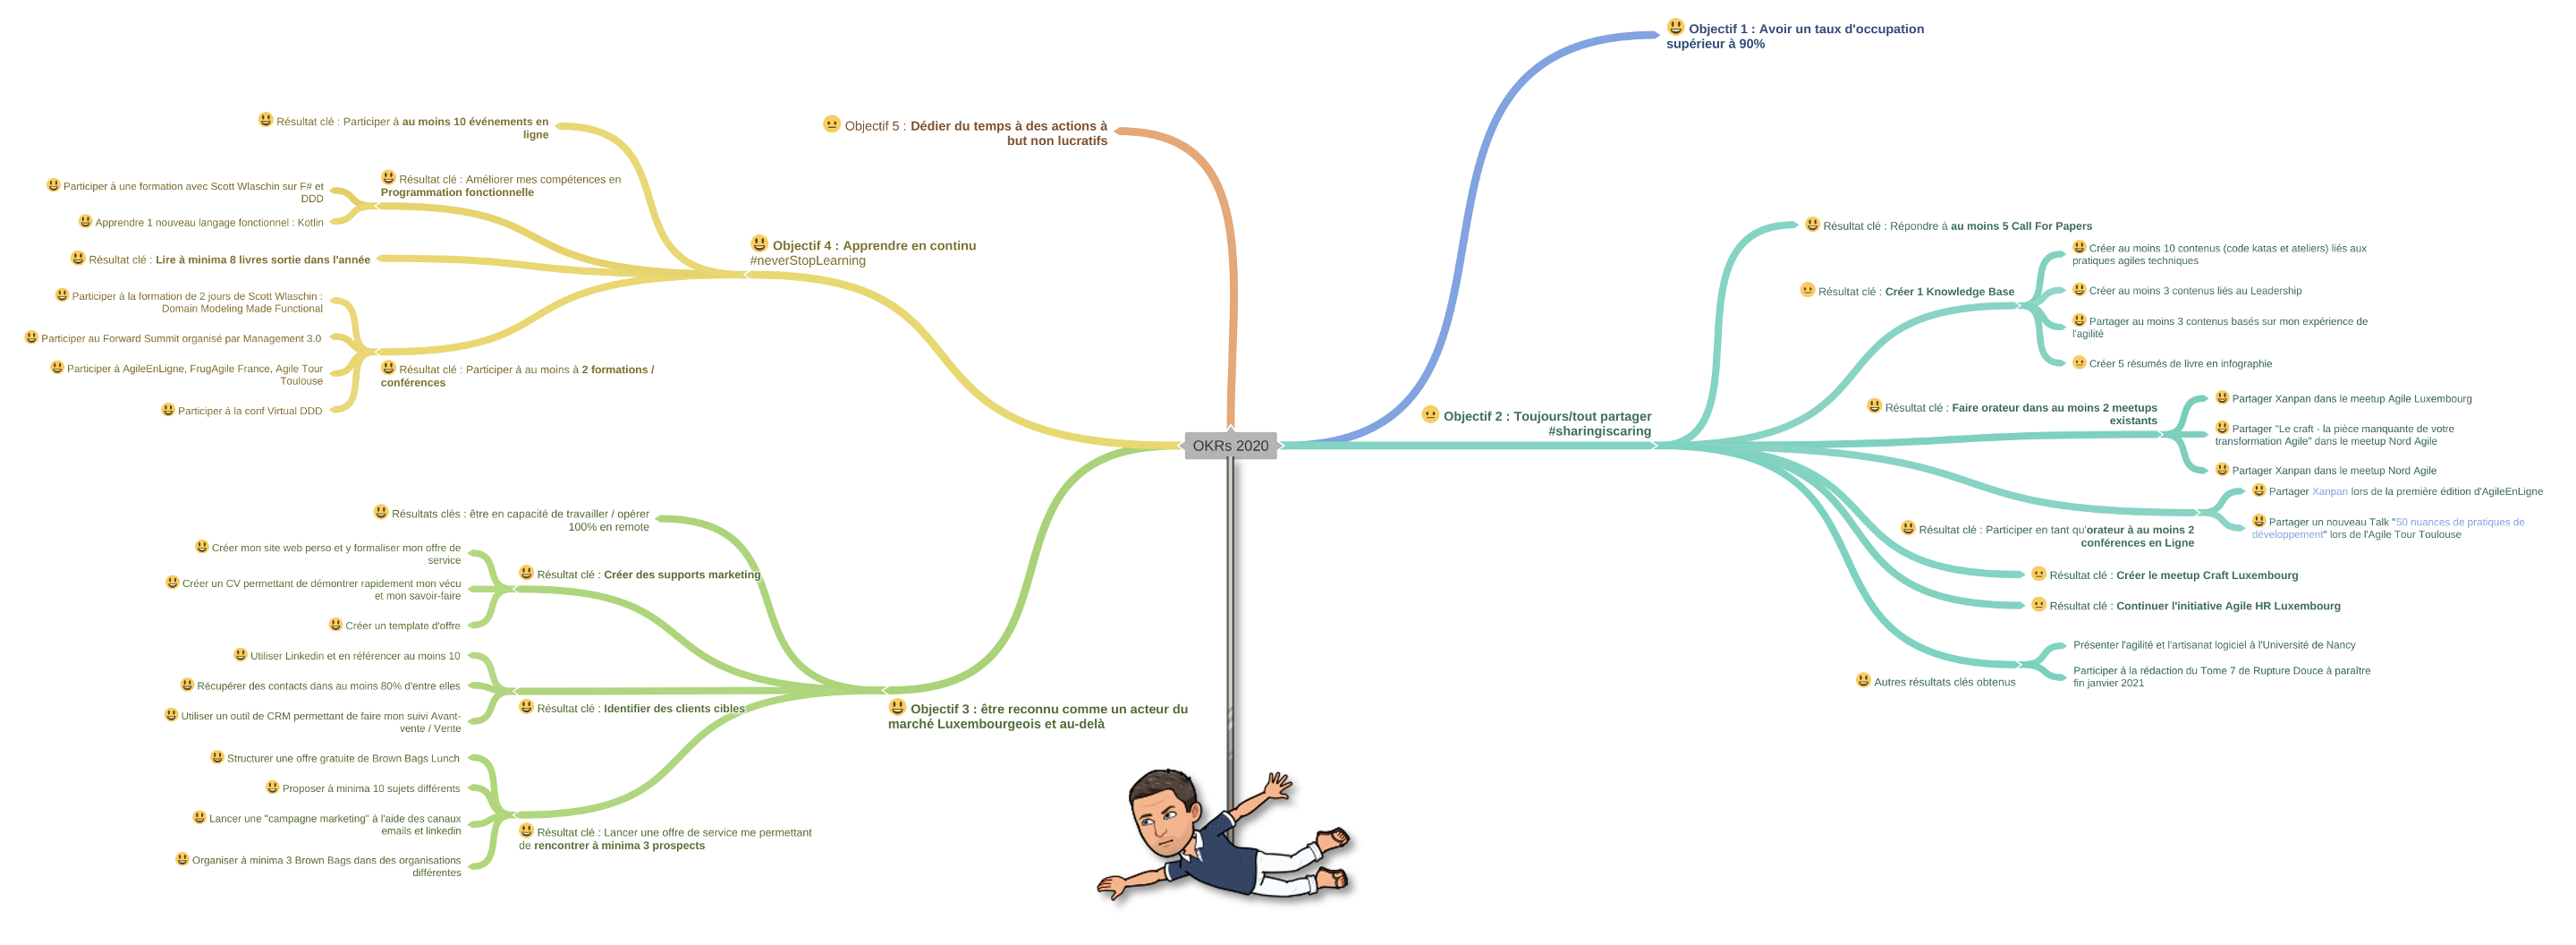 OKRs 2020
😃 Objectif 1 : Avoir un taux d'occupation
supérieur à 90%
😐 Objectif 2 : Toujours/tout partager
#sharingiscaring
😃 Résultat clé : Répondre à au moins 5 Call For Papers
😐 Résultat clé : Créer 1 Knowledge Base
😃 Créer au moins 10 contenus (code katas et ateliers) liés aux
pratiques agiles techniques
😃 Créer au moins 3 contenus liés au Leadership
😃 Partager au moins 3 contenus basés sur mon expérience de
l'agilité
😐 Créer 5 résumés de livre en infographie
😃 Résultat clé : Faire orateur dans au moins 2 meetups
existants
😃 Partager Xanpan dans le meetup Agile Luxembourg
😃 Partager "Le craft - la pièce manquante de votre
transformation Agile" dans le meetup Nord Agile
😃 Partager Xanpan dans le meetup Nord Agile
😃 Résultat clé : Participer en tant qu'orateur à au moins 2
conférences en Ligne
😃 Partager Xanpan lors de la première édition d'AgileEnLigne
😃 Partager un nouveau Talk "50 nuances de pratiques de
développement" lors de l'Agile Tour Toulouse
😐 Résultat clé : Créer le meetup Craft Luxembourg
😐 Résultat clé : Continuer l'initiative Agile HR Luxembourg
😃 Autres résultats clés obtenus
Présenter l'agilité et l'artisanat logiciel à l'Université de Nancy
Participer à la rédaction du Tome 7 de Rupture Douce à paraître
fin janvier 2021
😃 Objectif 3 : être reconnu comme un acteur du
marché Luxembourgeois et au-delà
😃 Résultats clés : être en capacité de travailler / opérer
100% en remote
😃 Résultat clé : Créer des supports marketing
😃 Créer mon site web perso et y formaliser mon offre de
service
😃 Créer un CV permettant de démontrer rapidement mon vécu
et mon savoir-faire
😃 Créer un template d'offre
😃 Résultat clé : Identifier des clients cibles
😃 Utiliser Linkedin et en référencer au moins 10
😃 Récupérer des contacts dans au moins 80% d'entre elles
😃 Utiliser un outil de CRM permettant de faire mon suivi Avant-
vente / Vente
😃 Résultat clé : Lancer une offre de service me permettant
de rencontrer à minima 3 prospects
😃 Structurer une offre gratuite de Brown Bags Lunch
😃 Proposer à minima 10 sujets différents
😃 Lancer une "campagne marketing" à l'aide des canaux
emails et linkedin
😃 Organiser à minima 3 Brown Bags dans des organisations
différentes
😃 Objectif 4 : Apprendre en continu
#neverStopLearning
😃 Résultat clé : Participer à au moins 10 événements en
ligne
😃 Résultat clé : Améliorer mes compétences en
Programmation fonctionnelle
😃 Participer à une formation avec Scott Wlaschin sur F# et
DDD
😃 Apprendre 1 nouveau langage fonctionnel : Kotlin
😃 Résultat clé : Lire à minima 8 livres sortie dans l'année
😃 Résultat clé : Participer à au moins à 2 formations /
conférences
😃 Participer à la formation de 2 jours de Scott Wlaschin :
Domain Modeling Made Functional
😃 Participer au Forward Summit organisé par Management 3.0
😃 Participer à AgileEnLigne, FrugAgile France, Agile Tour
Toulouse
😃 Participer à la conf Virtual DDD
😐 Objectif 5 : Dédier du temps à des actions à
but non lucratifs